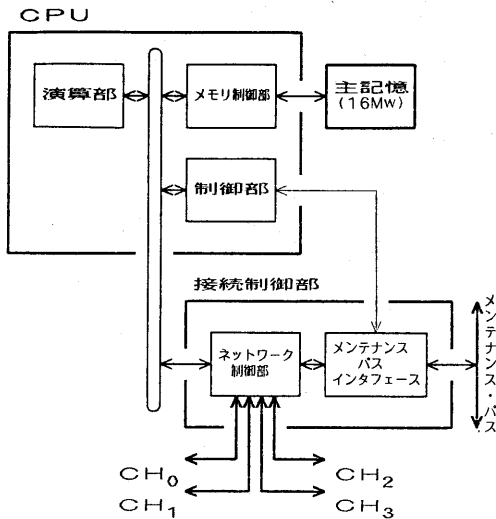 CPU
演算部
メモリ制御部
主記憶
(16Mw)
制御部
接続制御部
ネットワーク
制御部
メンテナンス
バス
インタフェース
メンテナンス・バス
CH0
CH1
CH2
CH3